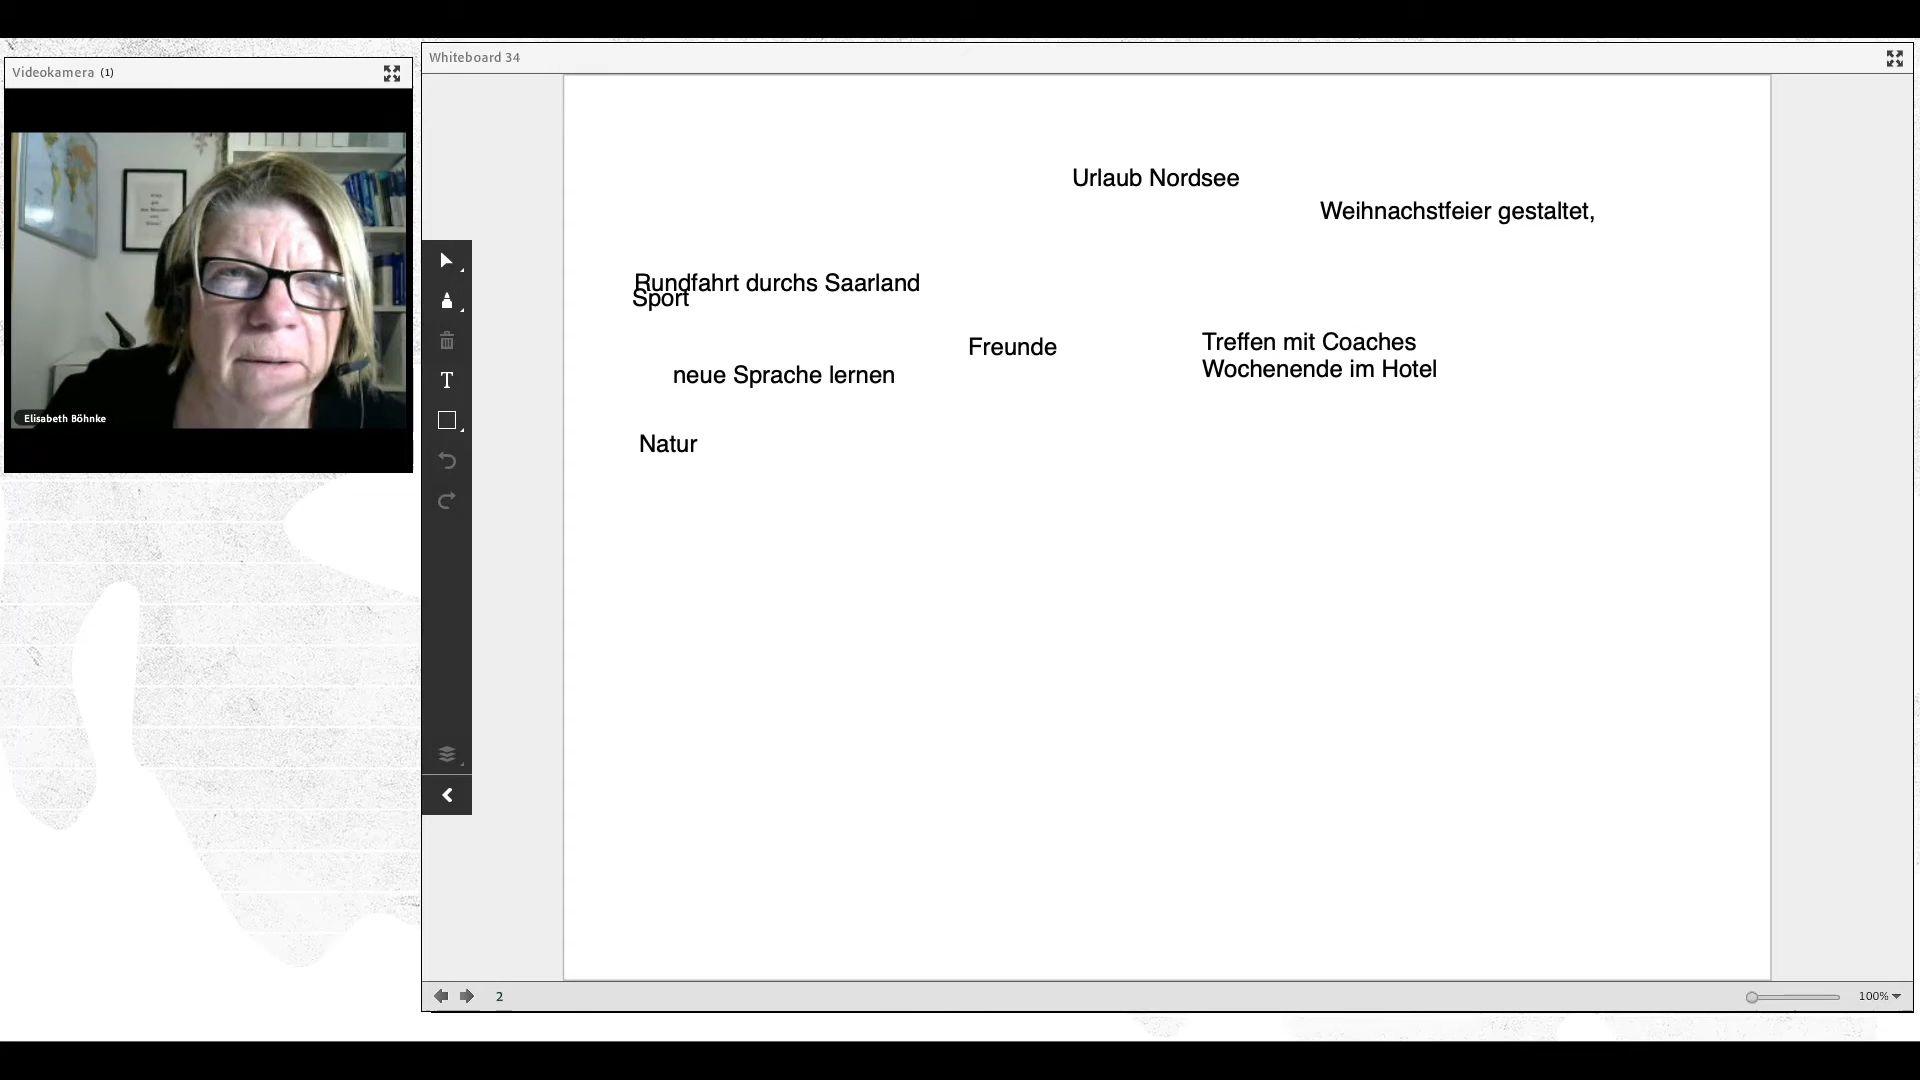 Videokamera (1)
Elisabeth Böhnke
Whiteboard 34
Urlaub Nordsee
Weihnachstfeier gestaltet,
Rundfahrt durchs Saarland
Sport
Freunde
Treffen mit Coaches
Wochenende im Hotel
neue Sprache lernen
Natur
T
2
100%